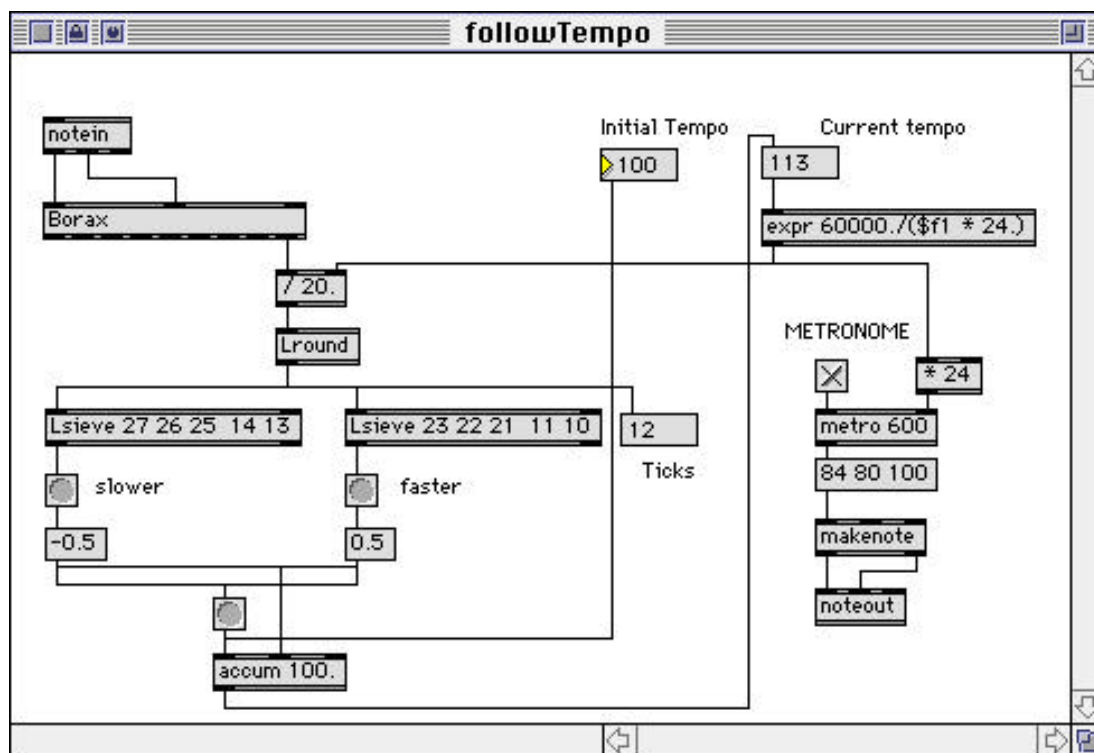 followTempo
notein
Initial Tempo
Current tempo
100
113
Borax
expr 60000./($f1 * 24.)
/ 20.
Lround
METRONOME
* 24
Lsieve 27 26 25  14 13
Lsieve 23 22 21  11 10
12
metro 600
Ticks
slower
faster
84 80 100
-0.5
0.5
makenote
noteout
accum 100.